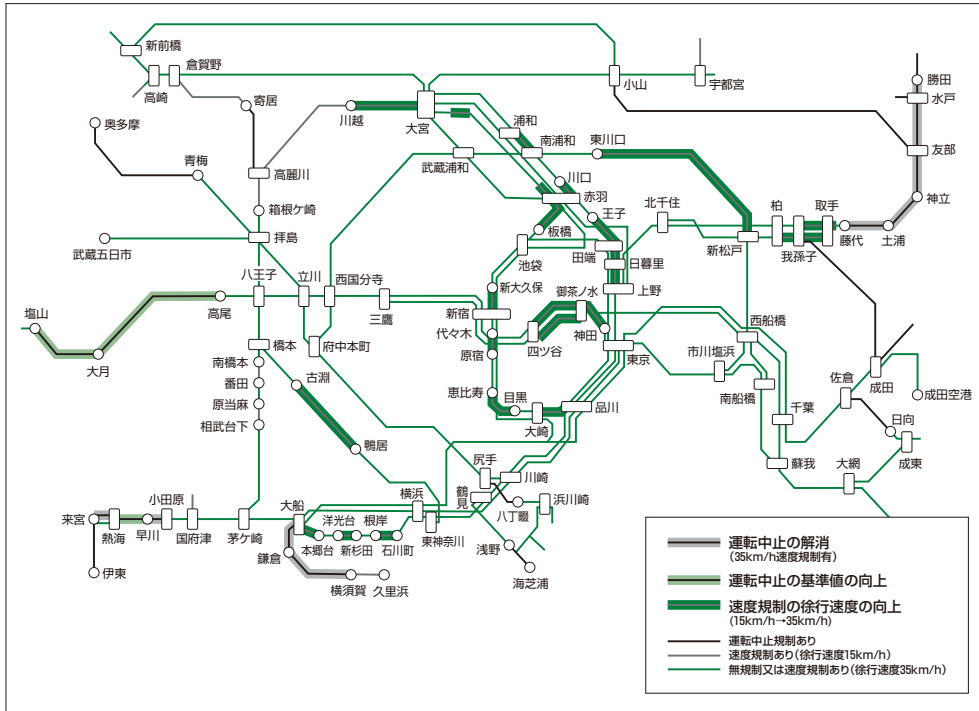 新前橋
倉賀野
高崎
小山
宇都宮
勝田
水戸
寄居
川越
大宮
浦和
南浦和
東川口
友部
奥多摩
青梅
高麗川
武蔵浦和
川口
赤羽
神立
箱根ケ崎
王子
北千住
柏
取手
板橋
拝島
池袋
田端
新松戸
我孫子
藤代
土浦
武蔵五日市
日暮里
八王子
立川
西国分寺
新大久保
御茶ノ水
上野
塩山
高尾
三鷹
新宿
西船橋
代々木
神田
大月
橋本
府中本町
原宿
四ツ谷
東京
市川塩浜
南橋本
古淵
佐倉
成田
成田空港
番田
恵比寿
目黒
南船橋
原当麻
品川
千葉
日向
相武台下
大崎
鴨居
蘇我
大網
成東
尻手
川崎
小田原
大船
横浜
鶴見
浜川崎
来宮
洋光台
根岸
八丁畷
熱海
早川
国府津
茅ケ崎
本郷台
新杉田
石川町
東神奈川
浅野
伊東
鎌倉
海芝浦
横須賀
久里浜
運転中止の解消
(35km/h速度規制有)
運転中止の基準値の向上
速度規制の徐行速度の向上
(15km/h→35km/h)
運転中止規制あり
速度規制あり(徐行速度15km/h)
無規制又は速度規制あり(徐行速度35km/h)